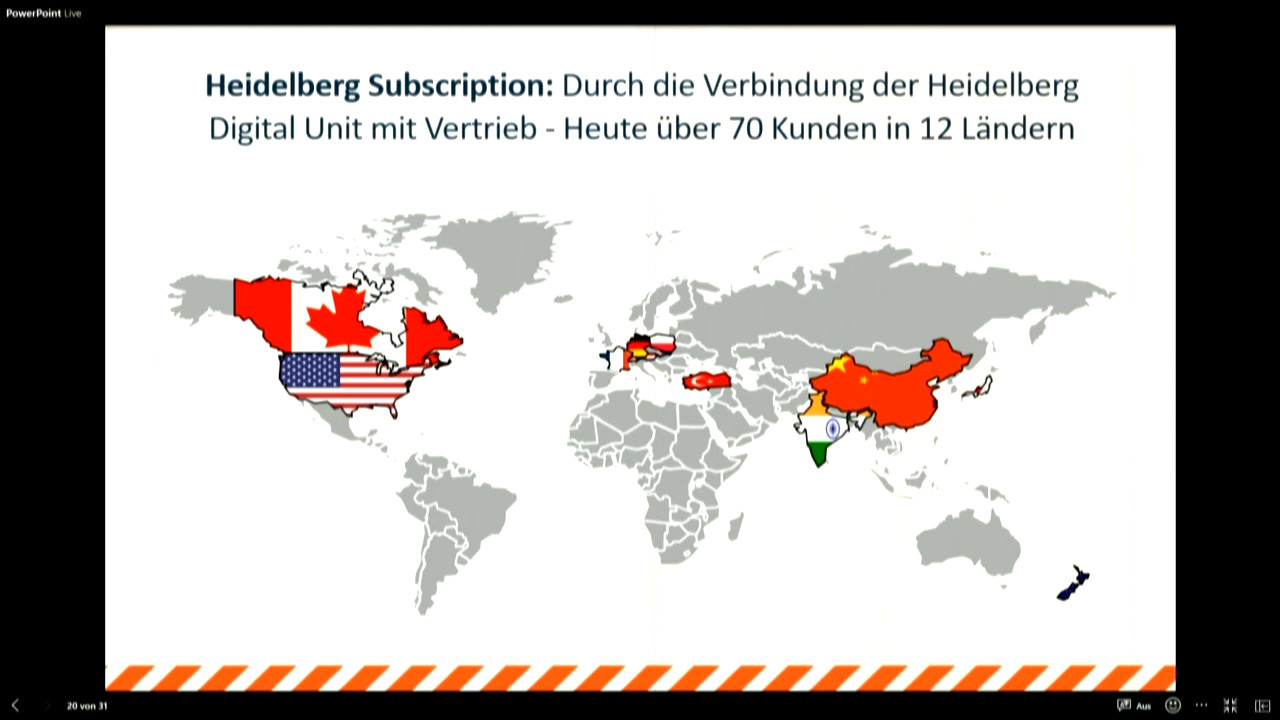 PowerPoint Live
Heidelberg Subscription: Durch die Verbindung der Heidelberg
Digital Unit mit Vertrieb - Heute über 70 Kunden in 12 Ländern
20 von 31
Aus